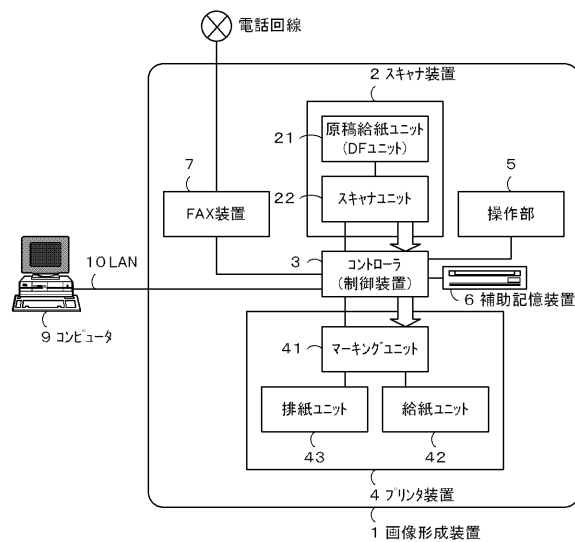 電話回線
2 スキャナ装置
21
原稿給紙ユニット
(DFユニット)
7
22
スキャナユニット
5
FAX装置
操作部
10 LAN
3
コントローラ
(制御装置)
6 補助記憶装置
9 コンピュータ
41
マーキングユニット
排紙ユニット
給紙ユニット
43
42
4 プリンタ装置
1 画像形成装置